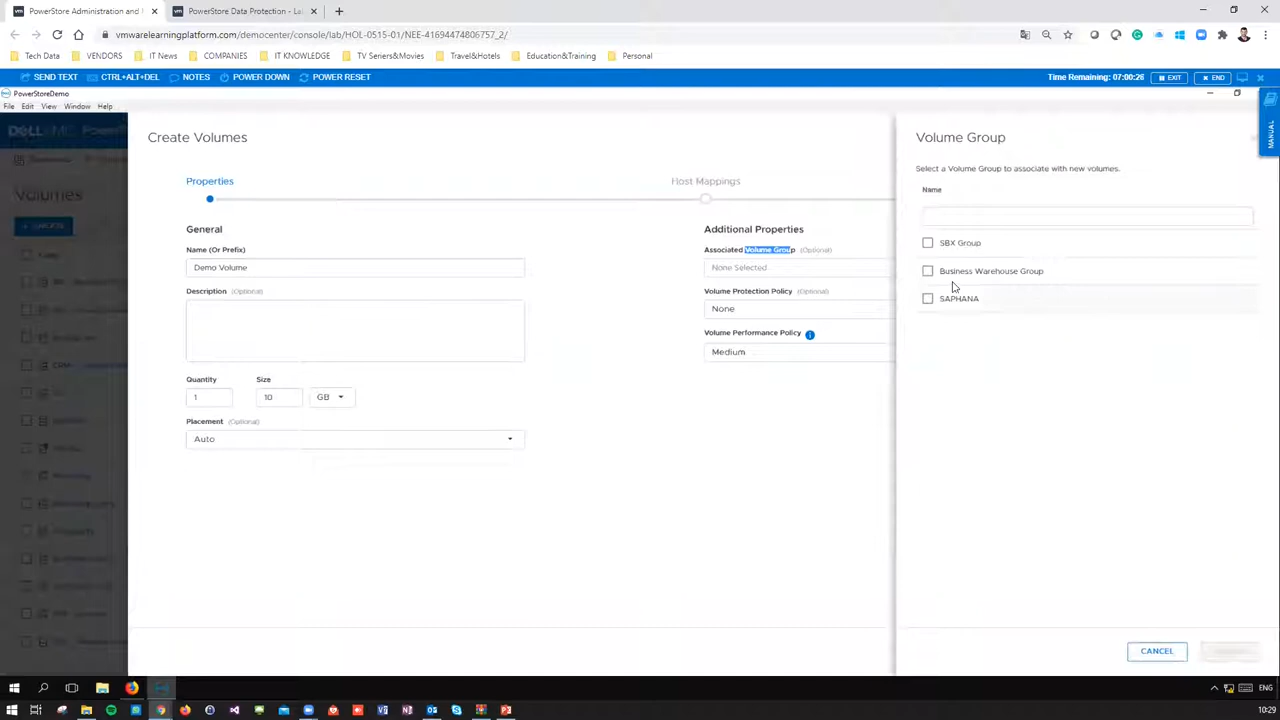 PowerStore Administration and
PowerStore Data Protection - La
vmwarelearningplatform.com/democenter/console/lab/HOL-0515-01/NEE-41694474806757_2/
Tech Data
VENDORS
IT News
COMPANIES
IT KNOWLEDGE
TV Seriers&Movies
Travel&Hotels
Education&Training
Personal
SEND TEXT
CTRL+ALT+DEL
NOTES
POWER DOWN
POWER RESET
Time Remaining: 07:00:26
EXIT
END
PowerStoreDemo
File Edit View Window Help
MANUAL
Volumes
Create Volumes
Properties
Host Mappings
General
Name (Or Prefix)
Demo Volume
Description (Optional)
Quantity
Size
1
10
GB
Placement (Optional)
Auto
Additional Properties
Associated Volume Group (Optional)
None Selected
Volume Protection Policy (Optional)
None
Volume Performance Policy
Medium
Volume Group
Select a Volume Group to associate with new volumes.
Name
SBX Group
Business Warehouse Group
SAPHANA
CANCEL
ENG
10:29